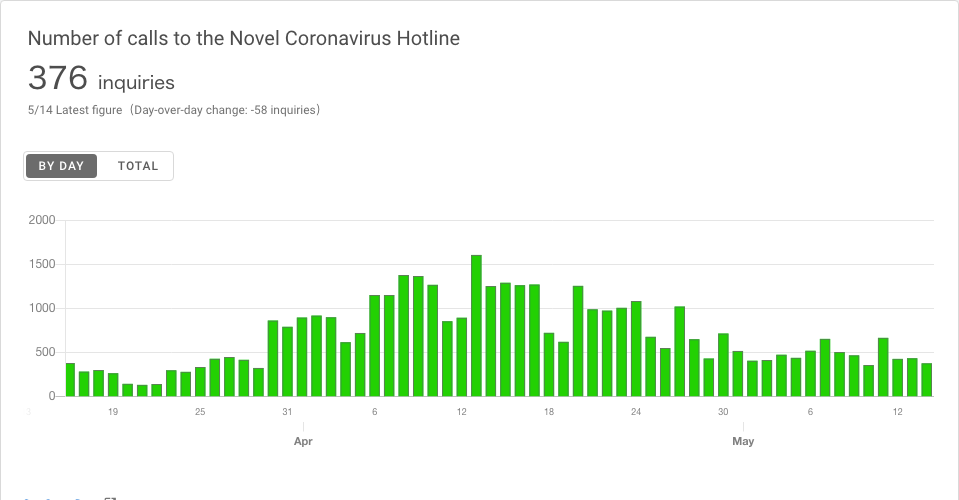 Number of calls to the Novel Coronavirus Hotline
376 inquiries
5/14 Latest figure（Day-over-day change: -58 inquiries）
BY DAY TOTAL
2000
1500
1000
500
0
19 25 31 6 12 18 24 30 6 12
Apr May